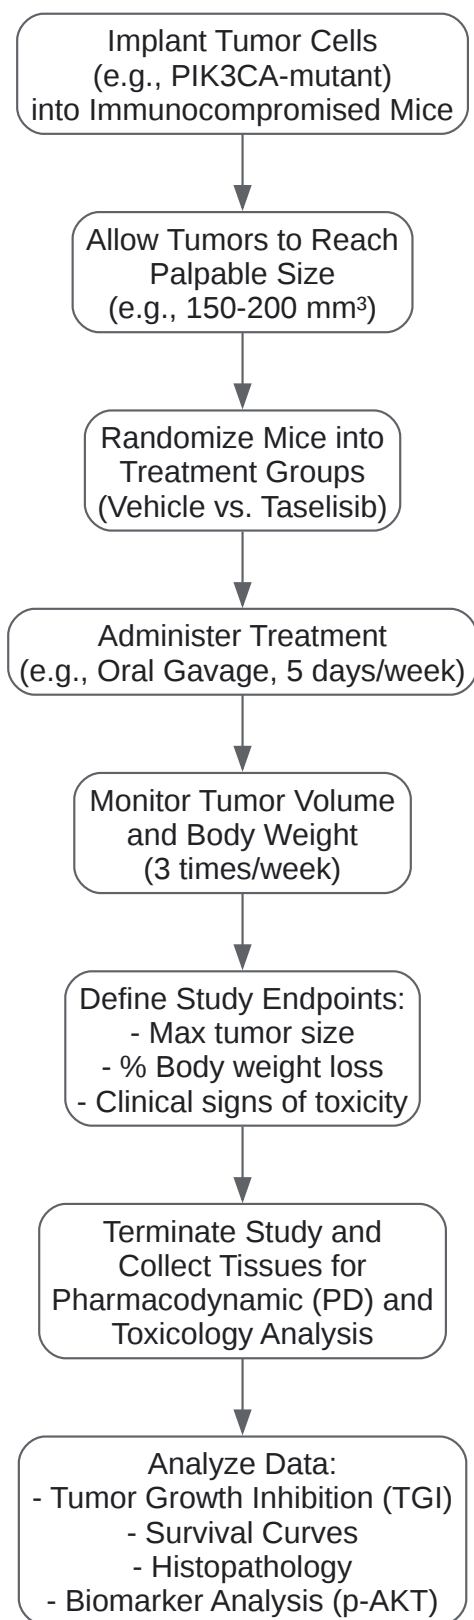 Implant Tumor Cells
(e.g., PIK3CA-mutant)
into Immunocompromised Mice
Allow Tumors to Reach
Palpable Size
(e.g., 150-200 mm³)
Randomize Mice into
Treatment Groups
(Vehicle vs. Taselisib)
Administer Treatment
(e.g., Oral Gavage, 5 days/week)
Monitor Tumor Volume
and Body Weight
(3 times/week)
Define Study Endpoints:
- Max tumor size
- % Body weight loss
- Clinical signs of toxicity
Terminate Study and
Collect Tissues for
Pharmacodynamic (PD) and
Toxicology Analysis
Analyze Data:
- Tumor Growth Inhibition (TGI)
- Survival Curves
- Histopathology
- Biomarker Analysis (p-AKT)